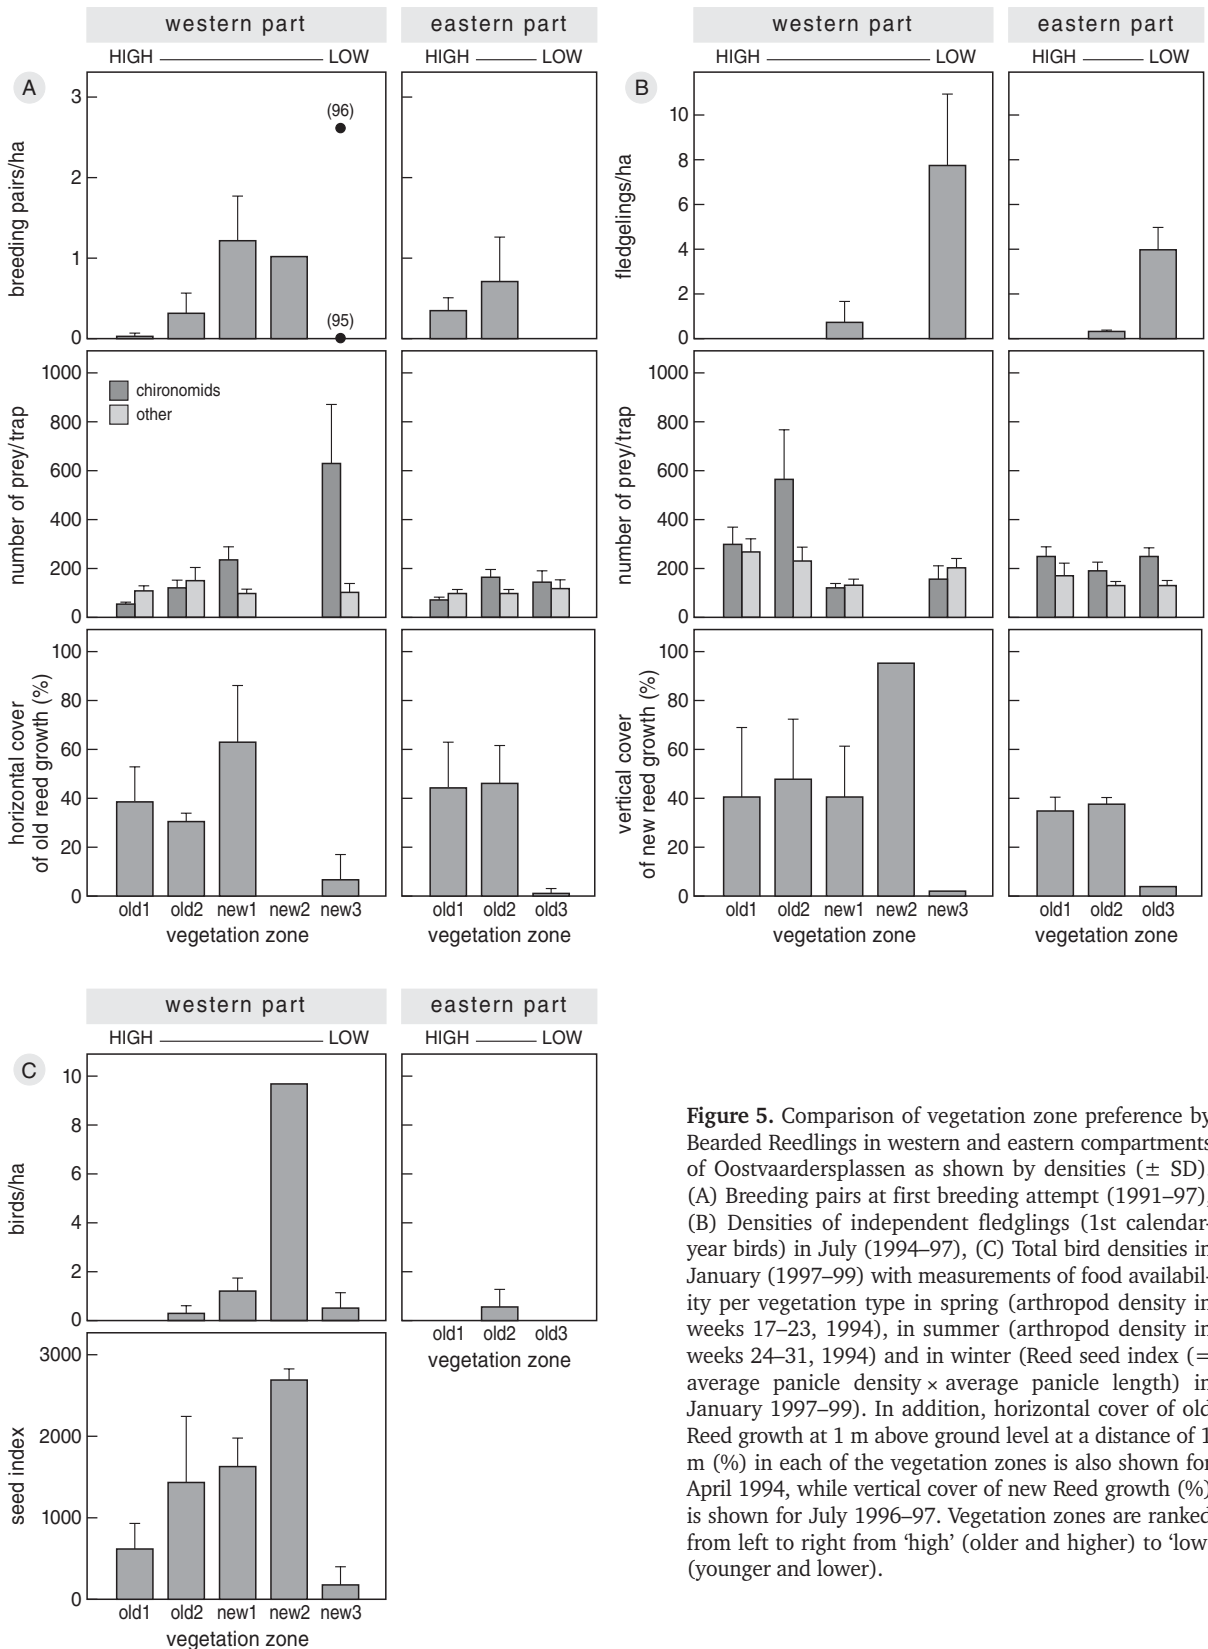 western part
eastern part
western part
eastern part
HIGH LOW
HIGH LOW
HIGH LOW
HIGH LOW
A
breeding pairs/ha
3
2
1
0
(96)
(95)
B
fledgelings/ha
10
8
6
4
2
0
number of prey/trap
1000
800
600
400
200
0
chironomids
other
number of prey/trap
1000
800
600
400
200
0
horizontal cover
of old reed growth (%)
100
80
60
40
20
0
old1 old2 new1 new2 new3
vegetation zone
old1 old2 old3
vegetation zone
vertical cover
of new reed growth (%)
100
80
60
40
20
0
old1 old2 new1 new2 new3
vegetation zone
old1 old2 old3
vegetation zone
western part
eastern part
HIGH LOW
HIGH LOW
C
birds/ha
10
8
6
4
2
0
old1 old2 old3
vegetation zone
seed index
3000
2000
1000
0
old1 old2 new1 new2 new3
vegetation zone
Figure 5. Comparison of vegetation zone preference by
Bearded Reedlings in western and eastern compartments
of Oostvaardersplassen as shown by densities (± SD).
(A) Breeding pairs at first breeding attempt (1991–97),
(B) Densities of independent fledglings (1st calendar-
year birds) in July (1994–97), (C) Total bird densities in
January (1997–99) with measurements of food availabil-
ity per vegetation type in spring (arthropod density in
weeks 17–23, 1994), in summer (arthropod density in
weeks 24–31, 1994) and in winter (Reed seed index (=
average panicle density × average panicle length) in
January 1997–99). In addition, horizontal cover of old
Reed growth at 1 m above ground level at a distance of 1
m (%) in each of the vegetation zones is also shown for
April 1994, while vertical cover of new Reed growth (%)
is shown for July 1996–97. Vegetation zones are ranked
from left to right from ‘high’ (older and higher) to ‘low’
(younger and lower).